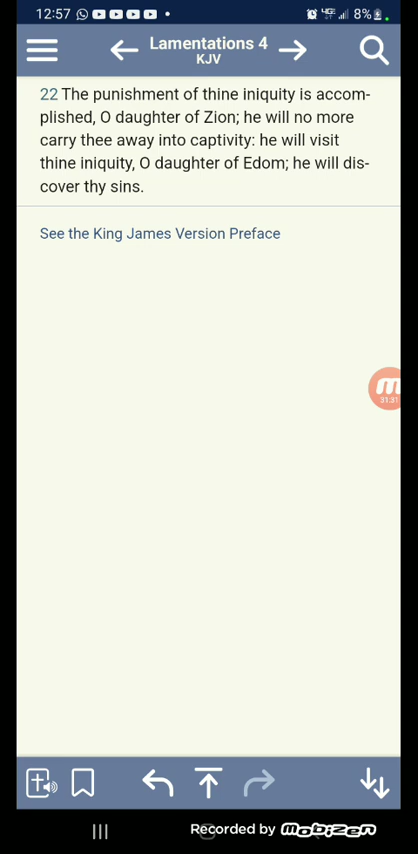 12:57 8%
Lamentations 4
KJV
22 The punishment of thine iniquity is accom-
plished, O daughter of Zion; he will no more
carry thee away into captivity: he will visit
thine iniquity, O daughter of Edom; he will dis-
cover thy sins.
See the King James Version Preface
31:31
Recorded by mobizen